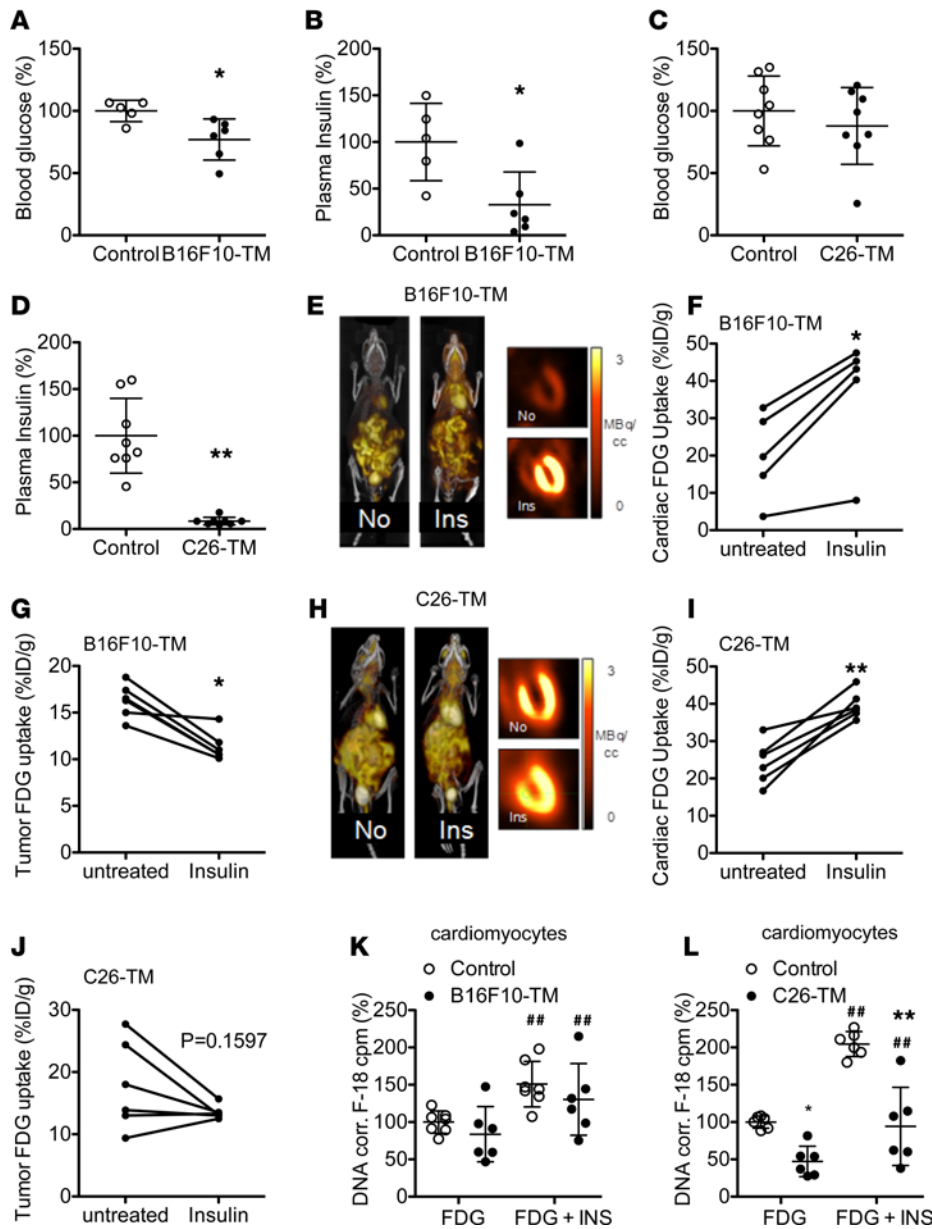 A
Blood glucose (%)
150
100
50
0
*
Control B16F10-TM
B
Plasma Insulin (%)
200
150
100
50
0
*
Control B16F10-TM
C
Blood glucose (%)
150
100
50
0
Control C26-TM
D
Plasma Insulin (%)
200
150
100
50
0
**
Control C26-TM
E
B16F10-TM
No
Ins
No
Ins
3
MBq/
cc
0
F
B16F10-TM
Cardiac FDG Uptake (%ID/g)
50
40
30
20
10
0
*
untreated Insulin
G
B16F10-TM
Tumor FDG uptake (%ID/g)
20
15
10
5
0
*
untreated Insulin
H
C26-TM
No
Ins
No
Ins
3
MBq/
cc
0
I
C26-TM
Cardiac FDG Uptake (%ID/g)
50
40
30
20
10
0
**
untreated Insulin
J
C26-TM
Tumor FDG uptake (%ID/g)
30
20
10
0
P=0.1597
untreated Insulin
K
cardiomyocytes
Control
B16F10-TM
DNA corr. F-18 cpm (%)
250
200
150
100
50
0
## ##
FDG FDG + INS
L
cardiomyocytes
Control
C26-TM
DNA corr. F-18 cpm (%)
250
200
150
100
50
0
*
##
**
##
FDG FDG + INS